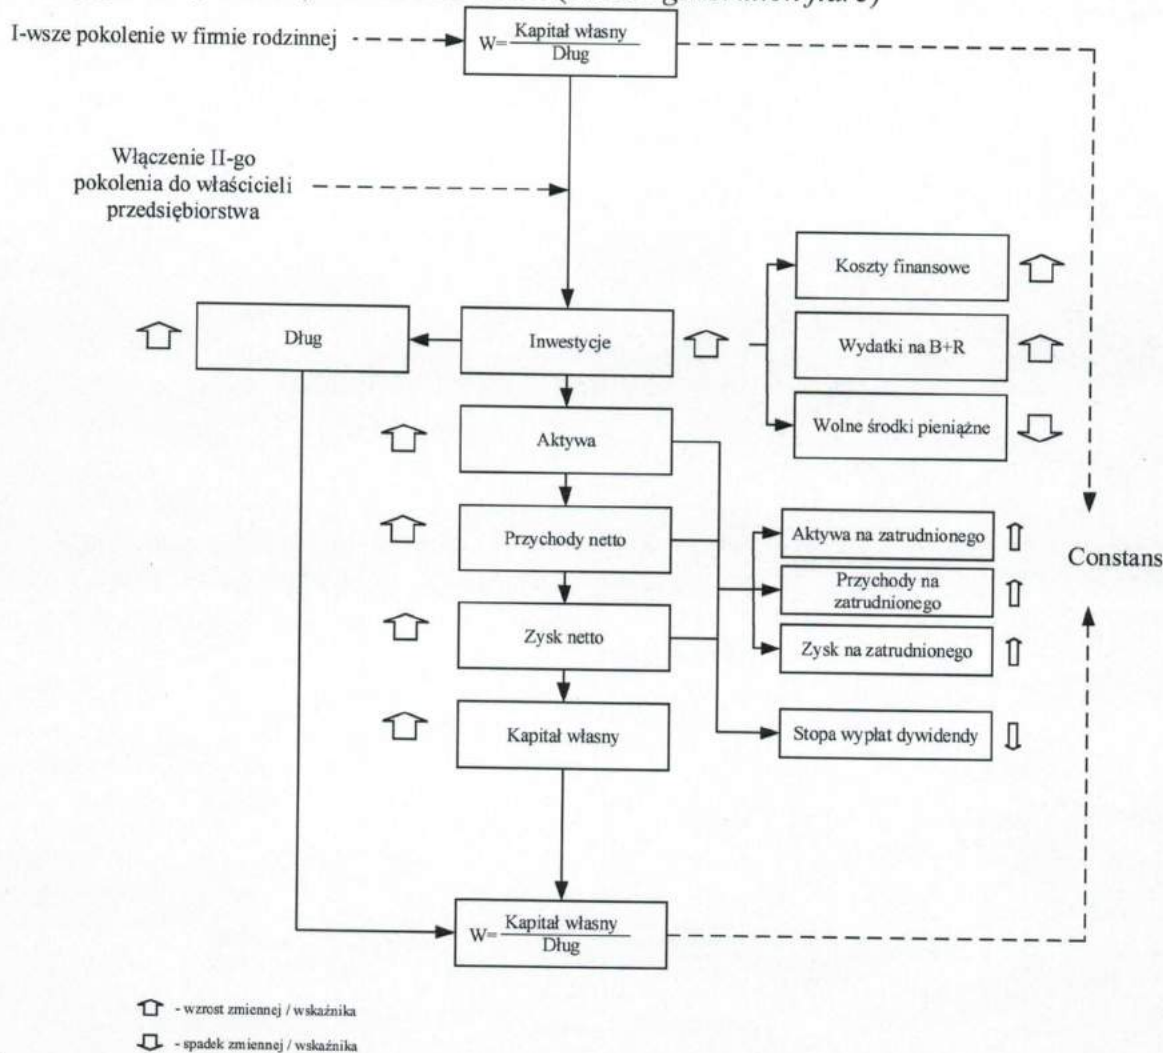 I-wsze pokolenie w firmie rodzinnej
W= Kapitał własny
Dług
Włączenie II-go
pokolenia do właścicieli
przedsiębiorstwa
Koszty finansowe
Dług
Inwestycje
Wydatki na B+R
Wolne środki pieniążne
Aktywa
Przychody netto
Aktywa na zatrudnionego
Constans
Przychody na
zatrudnionego
Zysk netto
Zysk na zatrudnionego
Kapitał własny
Stopa wypłat dywidendy
W= Kapitał własny
Dług
- wzrost zmiennej / wskaźnika
- spadek zmiennej / wskaźnika